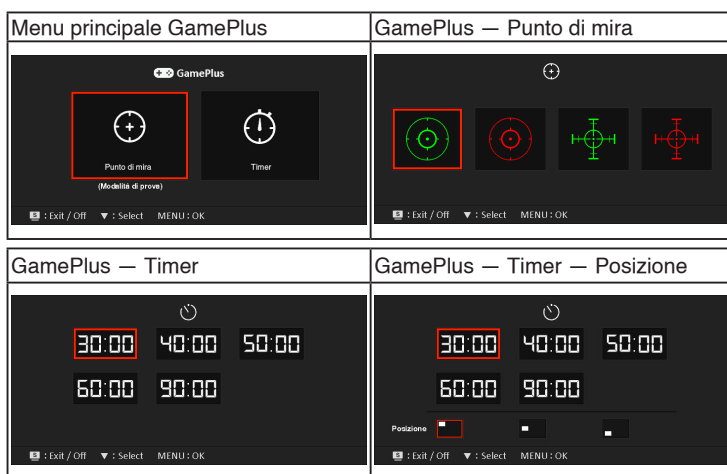 Menu principale GamePlus
GamePlus — Punto di mira
GamePlus
Punto di mira
Timer
(Modalità di prova)
S : Exit / Off ▼ : Select MENU : OK
S : Exit / Off ▼ : Select MENU : OK
GamePlus — Timer
GamePlus — Timer — Posizione
30:00 40:00 50:00
60:00 90:00
S : Exit / Off ▼ : Select MENU : OK
30:00 40:00 50:00
60:00 90:00
Posizione
S : Exit / Off ▼ : Select MENU : OK